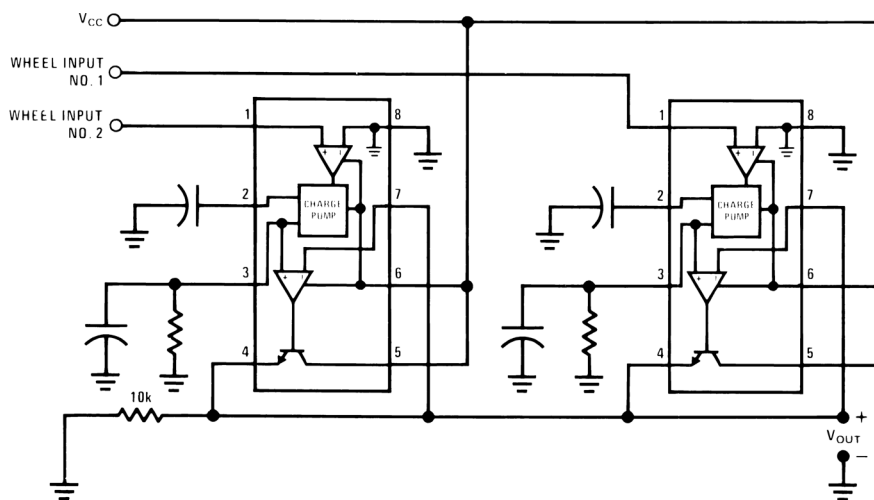 VCC
WHEEL INPUT
NO. 1
WHEEL INPUT
NO. 2
1
8
2
CHARGE
PUMP
7
3
6
4
5
+ −
+ −
1
8
2
CHARGE
PUMP
7
3
6
4
5
+ −
+ −
10k
+
VOUT
−